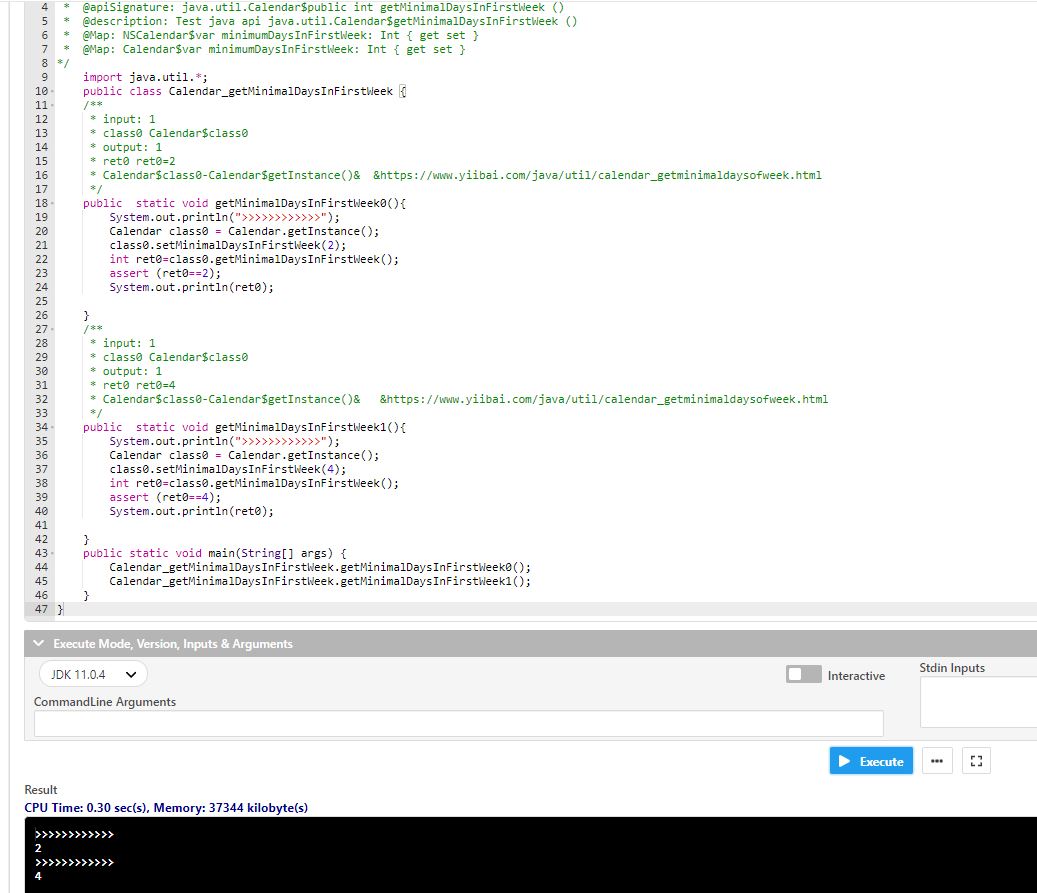 4 * @apiSignature: java.util.Calendar$public int getMinimalDaysInFirstWeek ()
5 * @description: Test java api java.util.Calendar$getMinimalDaysInFirstWeek ()
6 * @Map: NSCalendar$var minimumDaysInFirstWeek: Int { get set }
7 * @Map: Calendar$var minimumDaysInFirstWeek: Int { get set }
8 */
9 import java.util.*;
10 public class Calendar_getMinimalDaysInFirstWeek {
11 /**
12 * input: 1
13 * class0 Calendar$class0
14 * output: 1
15 * ret0 ret0=2
16 * Calendar$class0-Calendar$getInstance()&  &https://www.yiibai.com/java/util/calendar_getminimaldaysofweek.html
17 */
18 public  static void getMinimalDaysInFirstWeek0(){
19 System.out.println(">>>>>>>>>>>>");
20 Calendar class0 = Calendar.getInstance();
21 class0.setMinimalDaysInFirstWeek(2);
22 int ret0=class0.getMinimalDaysInFirstWeek();
23 assert (ret0==2);
24 System.out.println(ret0);
25
26 }
27 /**
28 * input: 1
29 * class0 Calendar$class0
30 * output: 1
31 * ret0 ret0=4
32 * Calendar$class0-Calendar$getInstance()&   &https://www.yiibai.com/java/util/calendar_getminimaldaysofweek.html
33 */
34 public  static void getMinimalDaysInFirstWeek1(){
35 System.out.println(">>>>>>>>>>>>");
36 Calendar class0 = Calendar.getInstance();
37 class0.setMinimalDaysInFirstWeek(4);
38 int ret0=class0.getMinimalDaysInFirstWeek();
39 assert (ret0==4);
40 System.out.println(ret0);
41
42 }
43 public static void main(String[] args) {
44 Calendar_getMinimalDaysInFirstWeek.getMinimalDaysInFirstWeek0();
45 Calendar_getMinimalDaysInFirstWeek.getMinimalDaysInFirstWeek1();
46 }
47 }
Execute Mode, Version, Inputs & Arguments
JDK 11.0.4
Interactive
Stdin Inputs
CommandLine Arguments
Execute
Result
CPU Time: 0.30 sec(s), Memory: 37344 kilobyte(s)
>>>>>>>>>>>>
2
>>>>>>>>>>>>
4